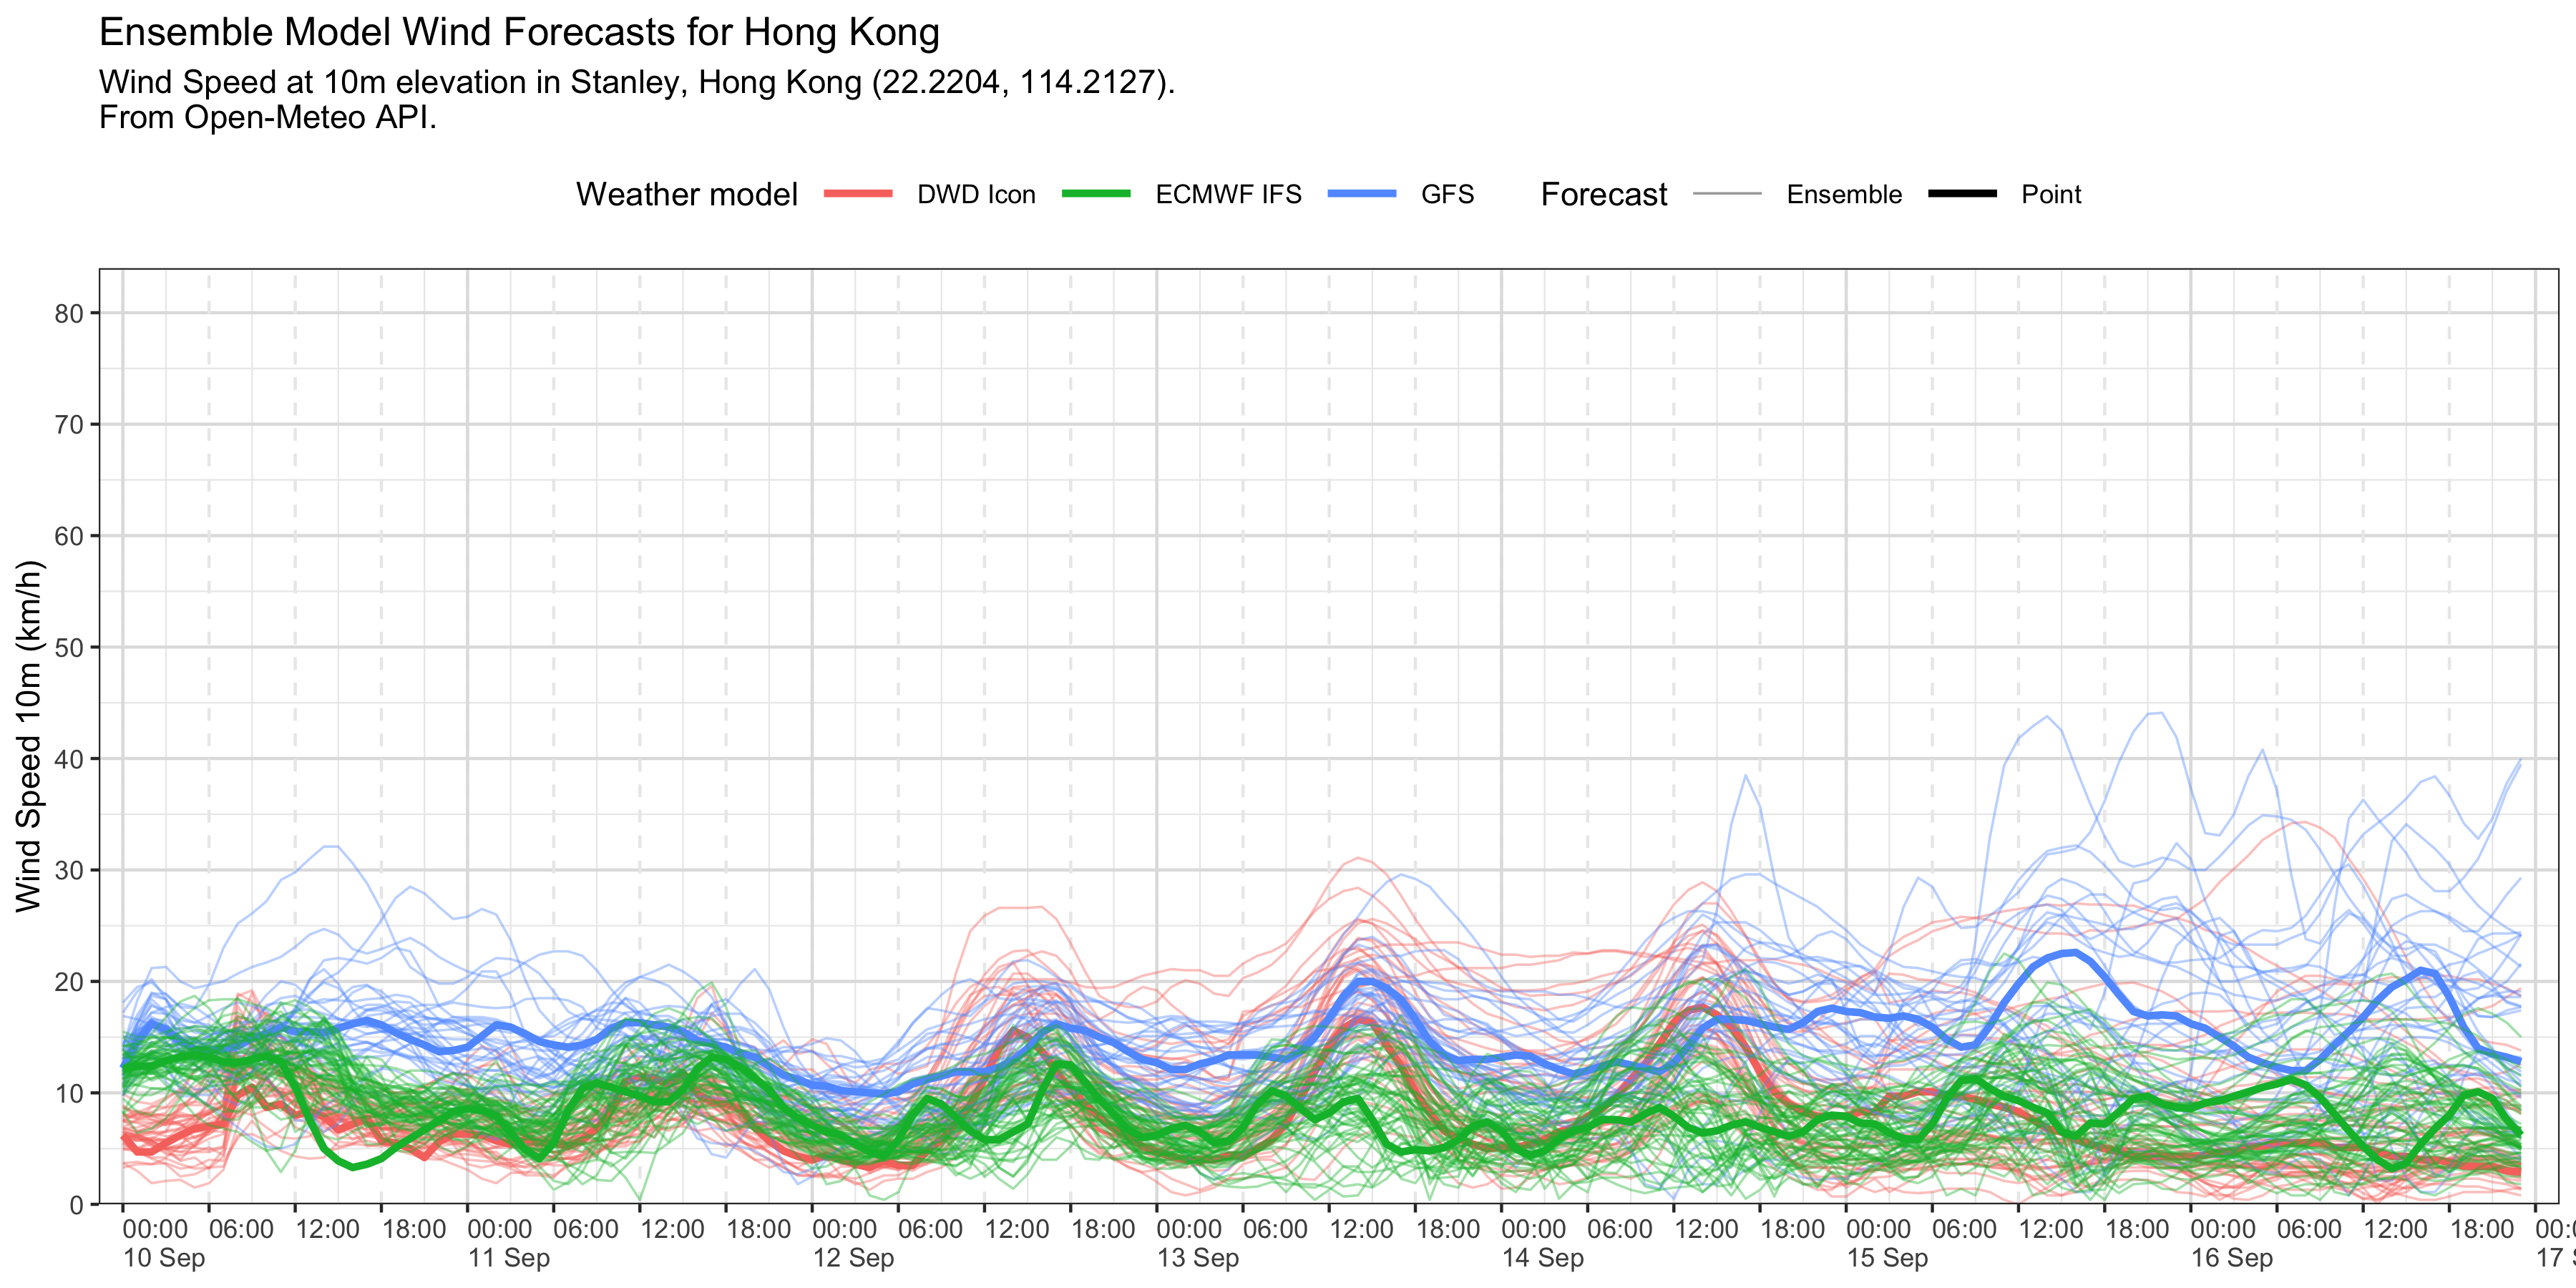 Ensemble Model Wind Forecasts for Hong Kong
Wind Speed at 10m elevation in Stanley, Hong Kong (22.2204, 114.2127).
From Open-Meteo API.
Weather model DWD Icon ECMWF IFS GFS Forecast Ensemble Point
Wind Speed 10m (km/h)
80
70
60
50
40
30
20
10
0
00:00 06:00 12:00 18:00 00:00 06:00 12:00 18:00 00:00 06:00 12:00 18:00 00:00 06:00 12:00 18:00 00:00 06:00 12:00 18:00 00:00 06:00 12:00 18:00 00:00 06:00 12:00 18:00
10 Sep 11 Sep 12 Sep 13 Sep 14 Sep 15 Sep 16 Sep 17